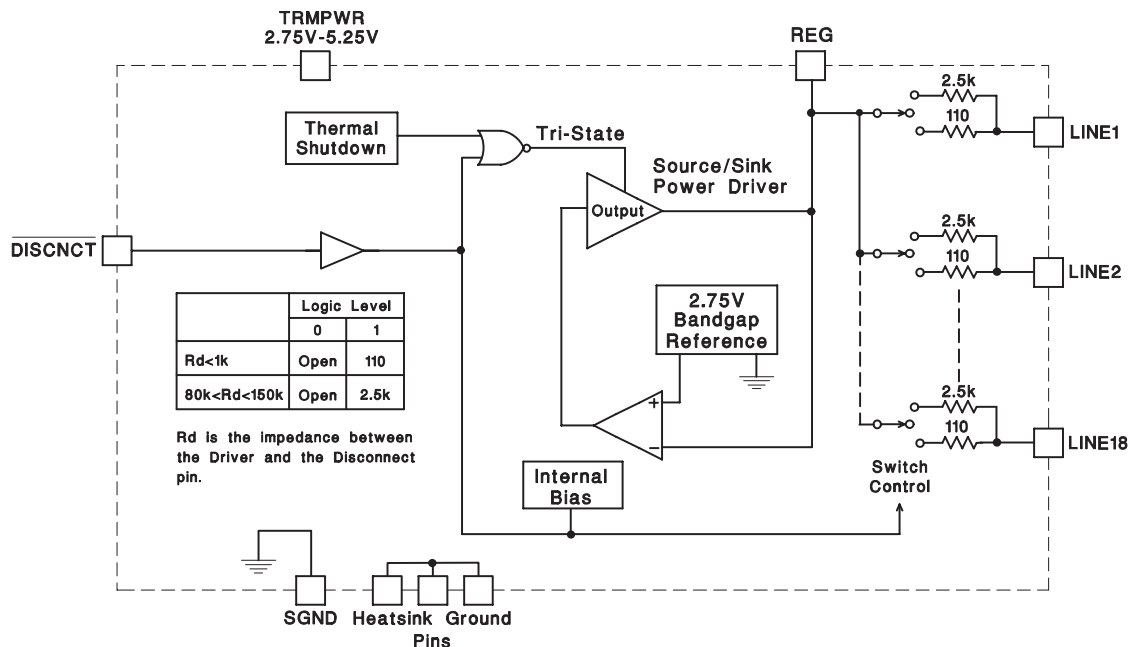 TRMPWR
2.75V-5.25V
REG
Thermal
Shutdown
Tri-State
Source/Sink
Power Driver
Output
2.5k
110
LINE1
DISCNCT
2.5k
110
LINE2
Logic Level
0 1
Rd<1k Open 110
80k<Rd<150k Open 2.5k
Rd is the impedance between
the Driver and the Disconnect
pin.
2.75V
Bandgap
Reference
+
−
2.5k
110
LINE18
Switch
Control
Internal
Bias
SGND
Heatsink Ground
Pins